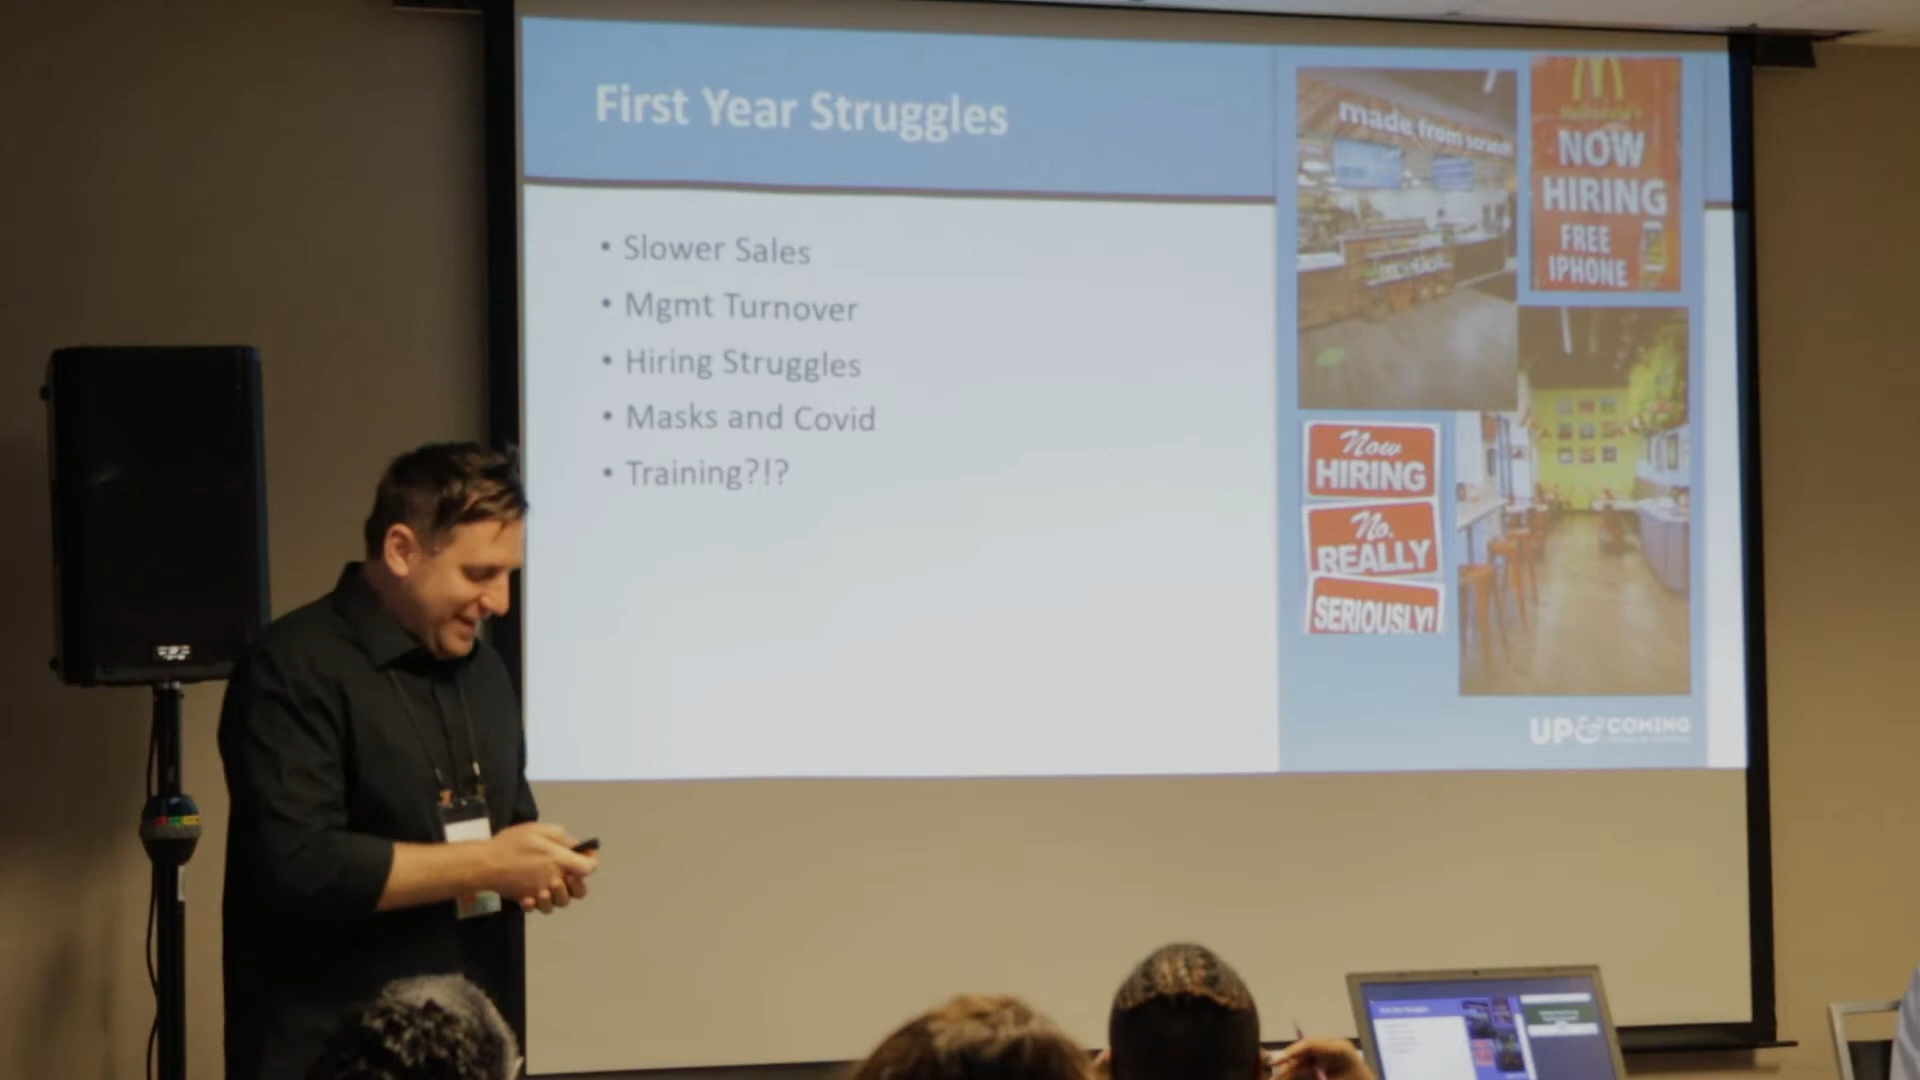 First Year Struggles
• Slower Sales
• Mgmt Turnover
• Hiring Struggles
• Masks and Covid
• Training?!?
made from scratch
McDonald's
NOW
HIRING
FREE
IPHONE
Now
HIRING
No.
REALLY
SERIOUSLY!
UP& COMING